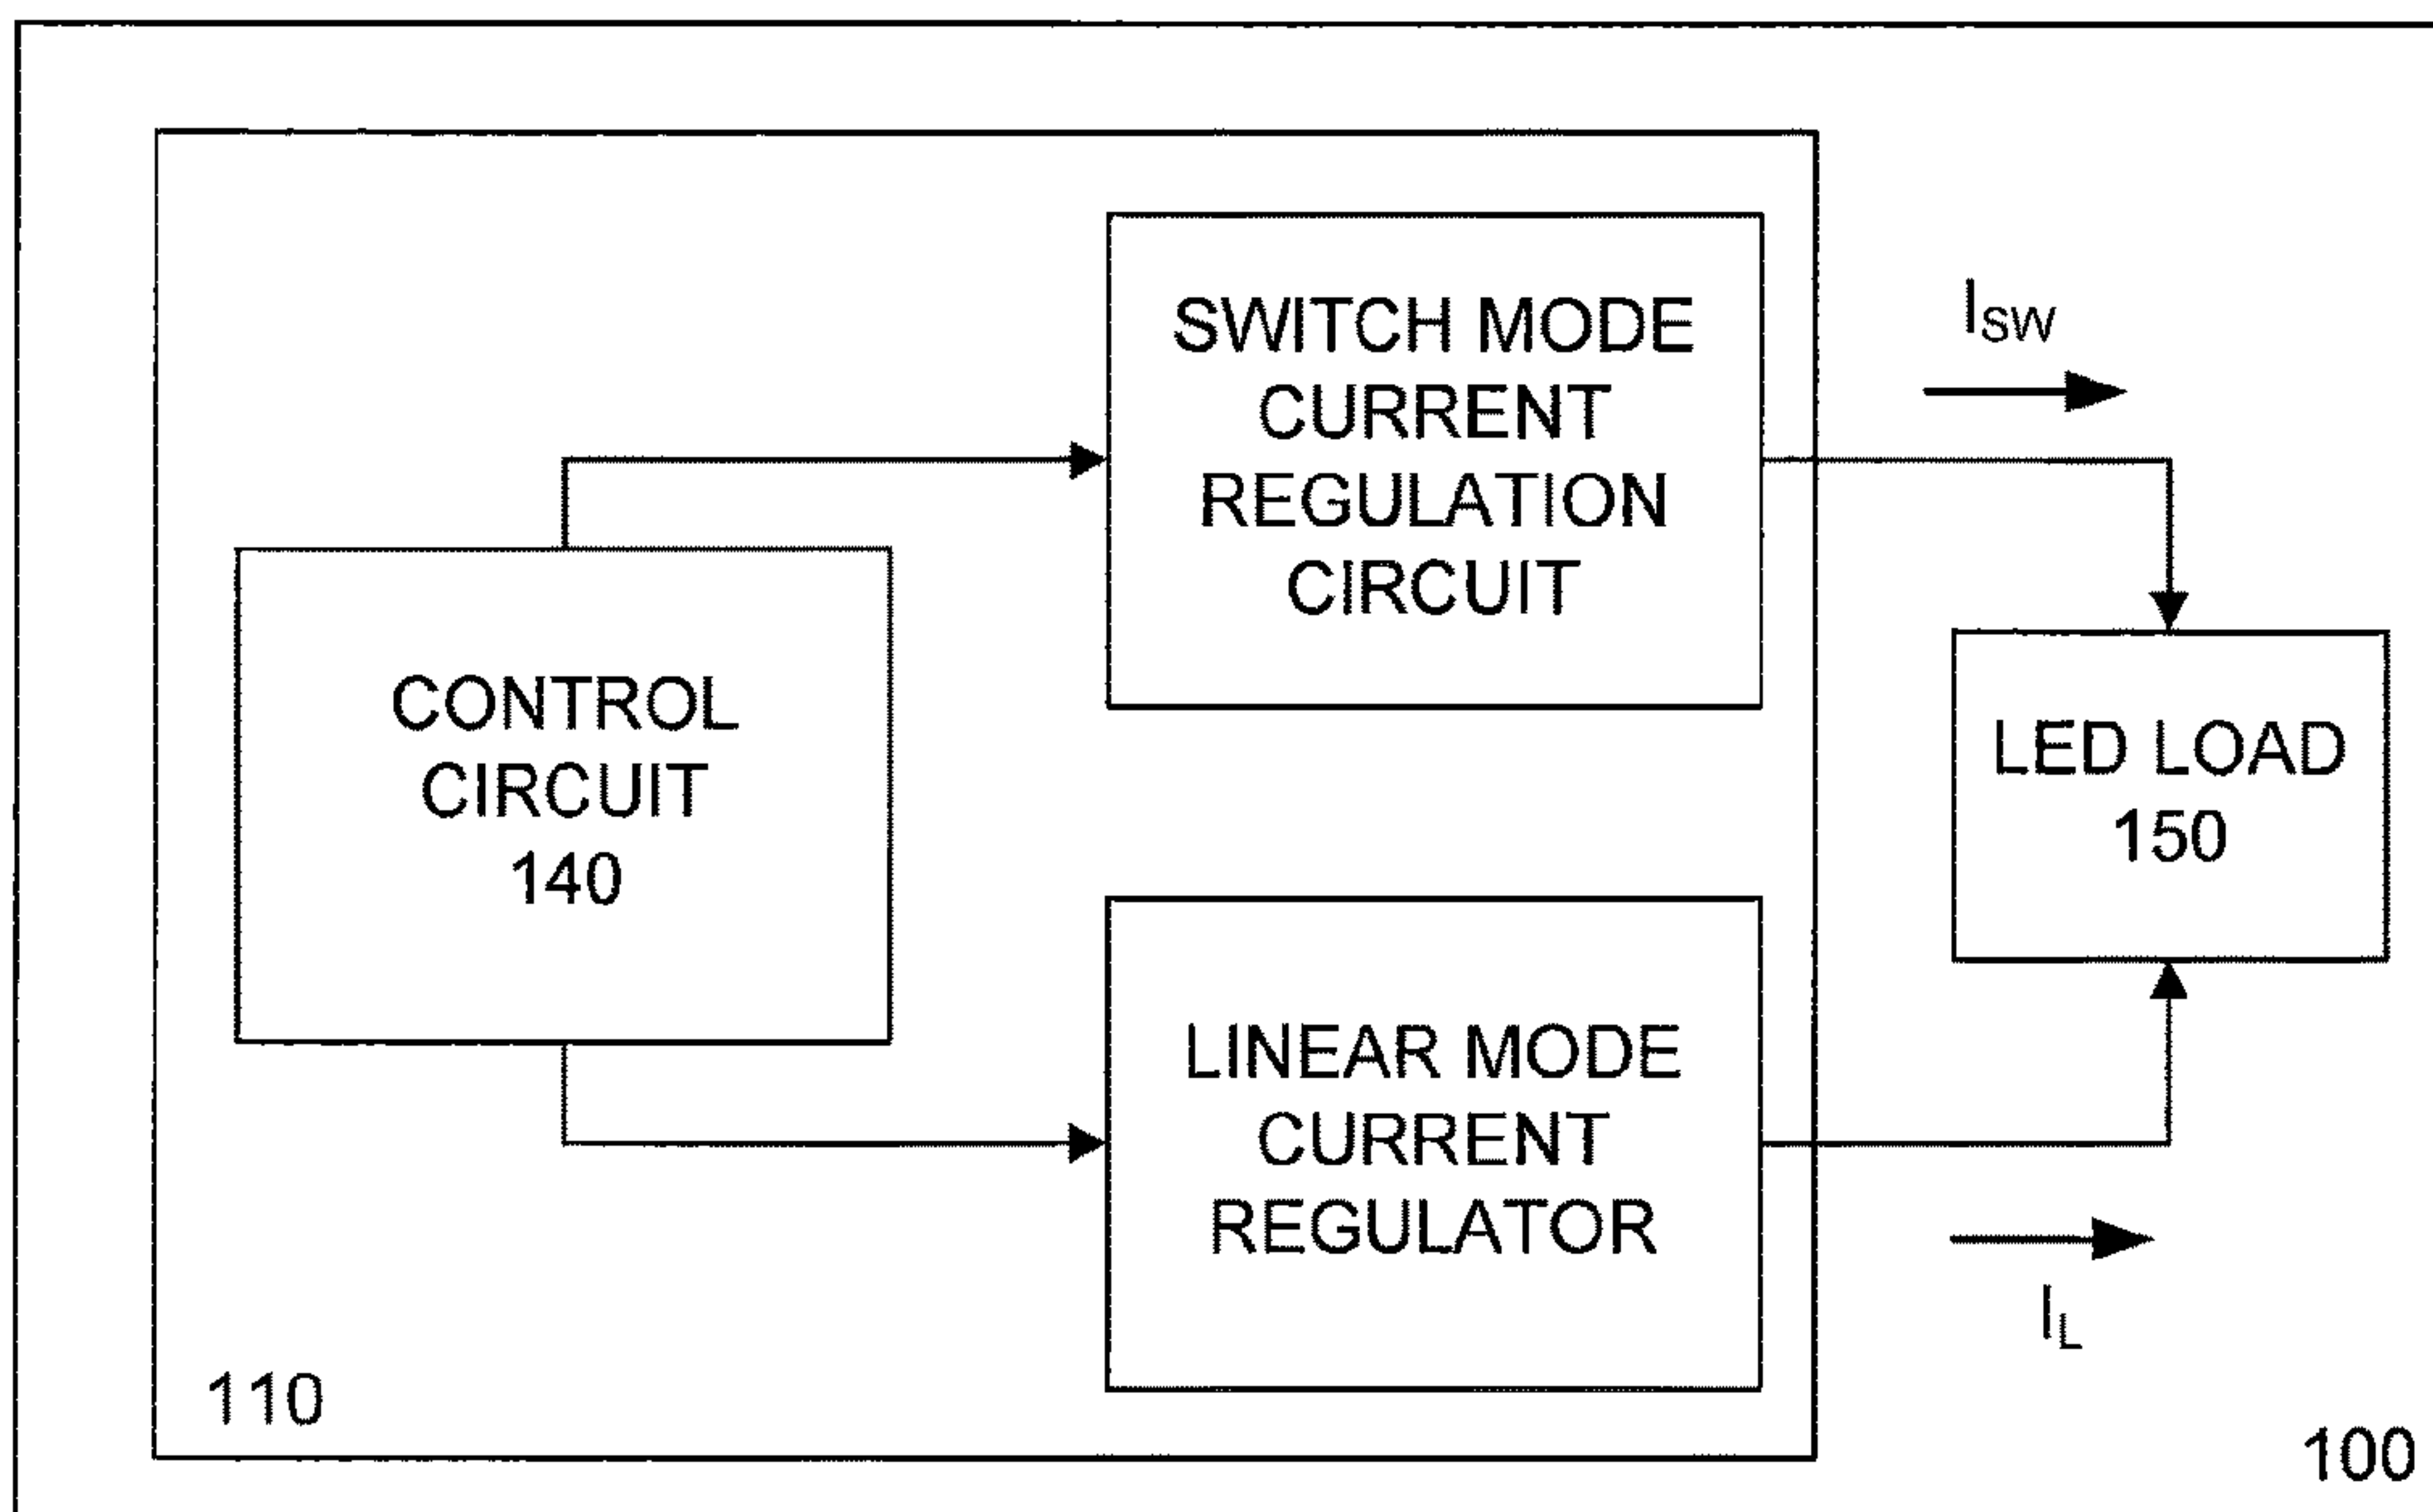 SWITCH MODE
CURRENT
REGULATION
CIRCUIT
I_SW
CONTROL
CIRCUIT
140
LED LOAD
150
LINEAR MODE
CURRENT
REGULATOR
I_L
110
100